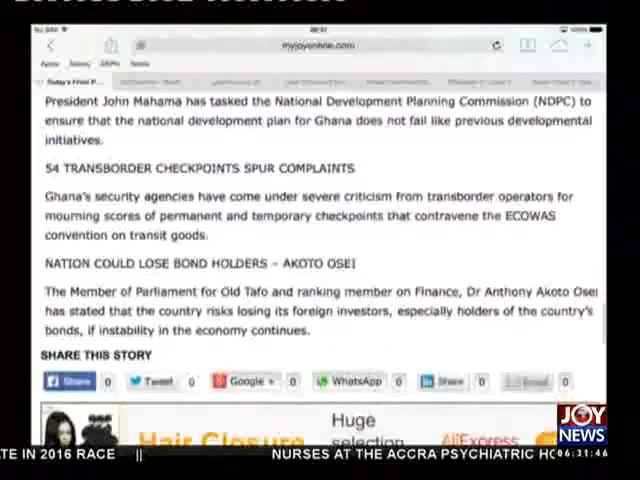 myjoyonline.com
Today's Front P...
President John Mahama has tasked the National Development Planning Commission (NDPC) to
ensure that the national development plan for Ghana does not fail like previous developmental
initiatives.
54 TRANSBORDER CHECKPOINTS SPUR COMPLAINTS
Ghana's security agencies have come under severe criticism from transborder operators for
mourning scores of permanent and temporary checkpoints that contravene the ECOWAS
convention on transit goods.
NATION COULD LOSE BOND HOLDERS – AKOTO OSEI
The Member of Parliament for Old Tafo and ranking member on Finance, Dr Anthony Akoto Osei
has stated that the country risks losing its foreign investors, especially holders of the country's
bonds, if instability in the economy continues.
SHARE THIS STORY
Share 0 Tweet 0 Google + 0 WhatsApp 0 Share 0 Email 0
Hair Closure Huge selection AliExpress
JOY
NEWS
06:31:46
TE IN 2016 RACE || NURSES AT THE ACCRA PSYCHIATRIC HO